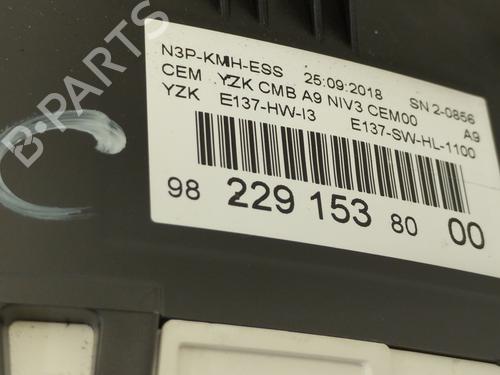 N3P-KMH-ESS 25:09:2018 SN 2-0856
CEM YZK CMB A9 NIV3 CEM00 A9
YZK E137-HW-I3 E137-SW-HL-1100
98 229 153 80 00
B-PARTS